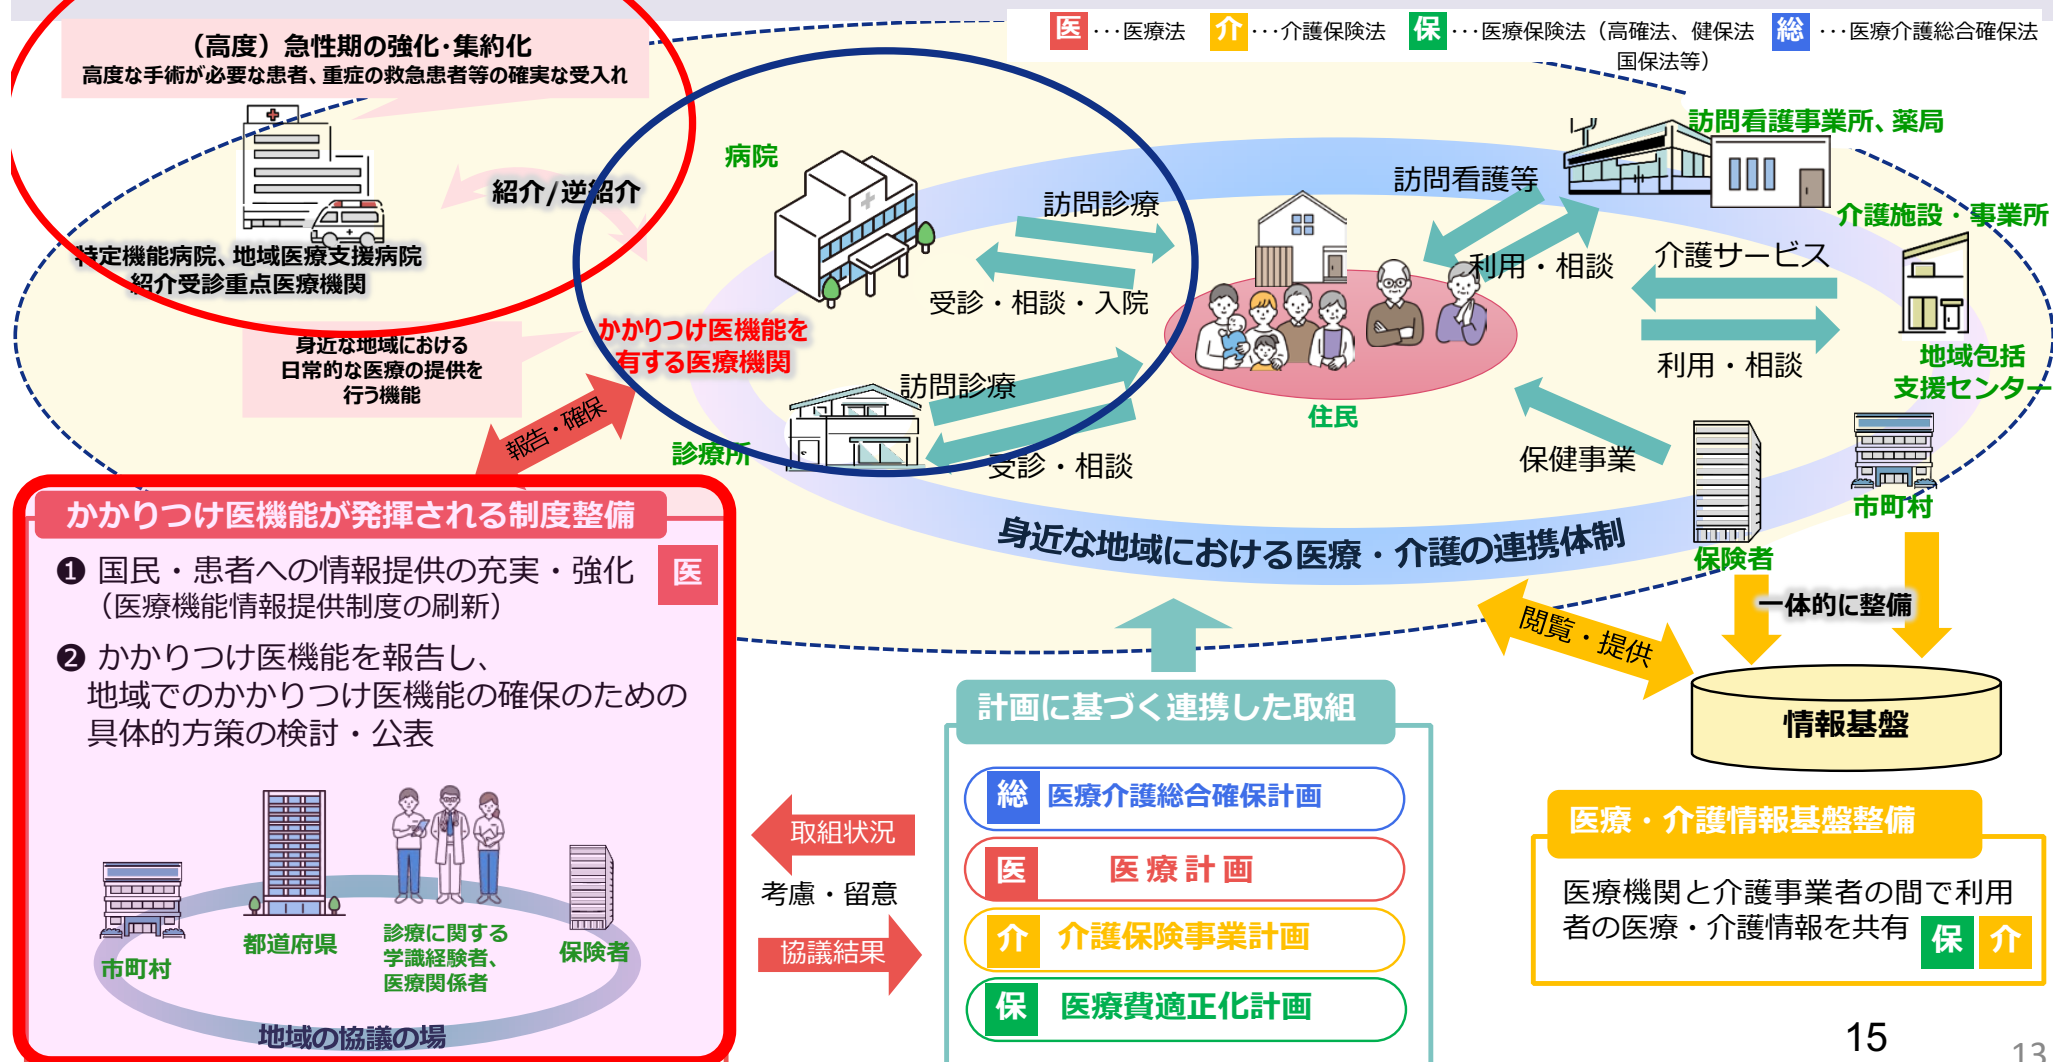 医･･･医療法 介･･･介護保険法 保･･･医療保険法（高確法、健保法 総･･･医療介護総合確保法
国保法等）
（高度）急性期の強化･集約化
高度な手術が必要な患者、重症の救急患者等の確実な受入れ
紹介/逆紹介
特定機能病院、地域医療支援病院
紹介受診重点医療機関
身近な地域における
日常的な医療の提供を
行う機能
病院
訪問診療
受診・相談・入院
かかりつけ医機能を
有する医療機関
訪問診療
診療所
受診・相談
住民
訪問看護事業所、薬局
訪問看護等
利用・相談
介護施設・事業所
介護サービス
利用・相談
地域包括
支援センター
保健事業
市町村
保険者
身近な地域における医療・介護の連携体制
報告・確保
一体的に整備
閲覧・提供
情報基盤
かかりつけ医機能が発揮される制度整備
❶ 国民・患者への情報提供の充実・強化 医
（医療機能情報提供制度の刷新）
❷ かかりつけ医機能を報告し、
地域でのかかりつけ医機能の確保のための
具体的方策の検討・公表
市町村
都道府県
診療に関する
学識経験者、
医療関係者
保険者
地域の協議の場
取組状況
考慮・留意
協議結果
計画に基づく連携した取組
総 医療介護総合確保計画
医 医療計画
介 介護保険事業計画
保 医療費適正化計画
医療・介護情報基盤整備
医療機関と介護事業者の間で利用
者の医療・介護情報を共有 保 介
15
13